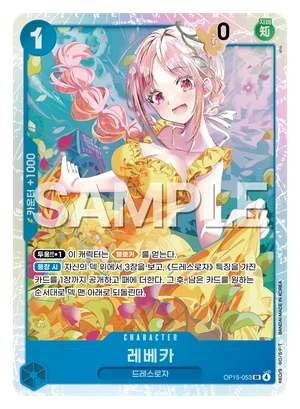 1
0
지혜
知
카운터 +1000
SAMPLE
두웅!!×1 이 캐릭터는 블로커 를 얻는다.
등장 시 자신의 덱 위에서 3장을 보고, 《드레스로자》 특징을 가진
카드를 1장까지 공개하고 패에 더한다. 그 후, 남은 카드를 원하는
순서대로 덱 맨 아래로 되돌린다.
CHARACTER
레베카
드레스로자
OP15-053